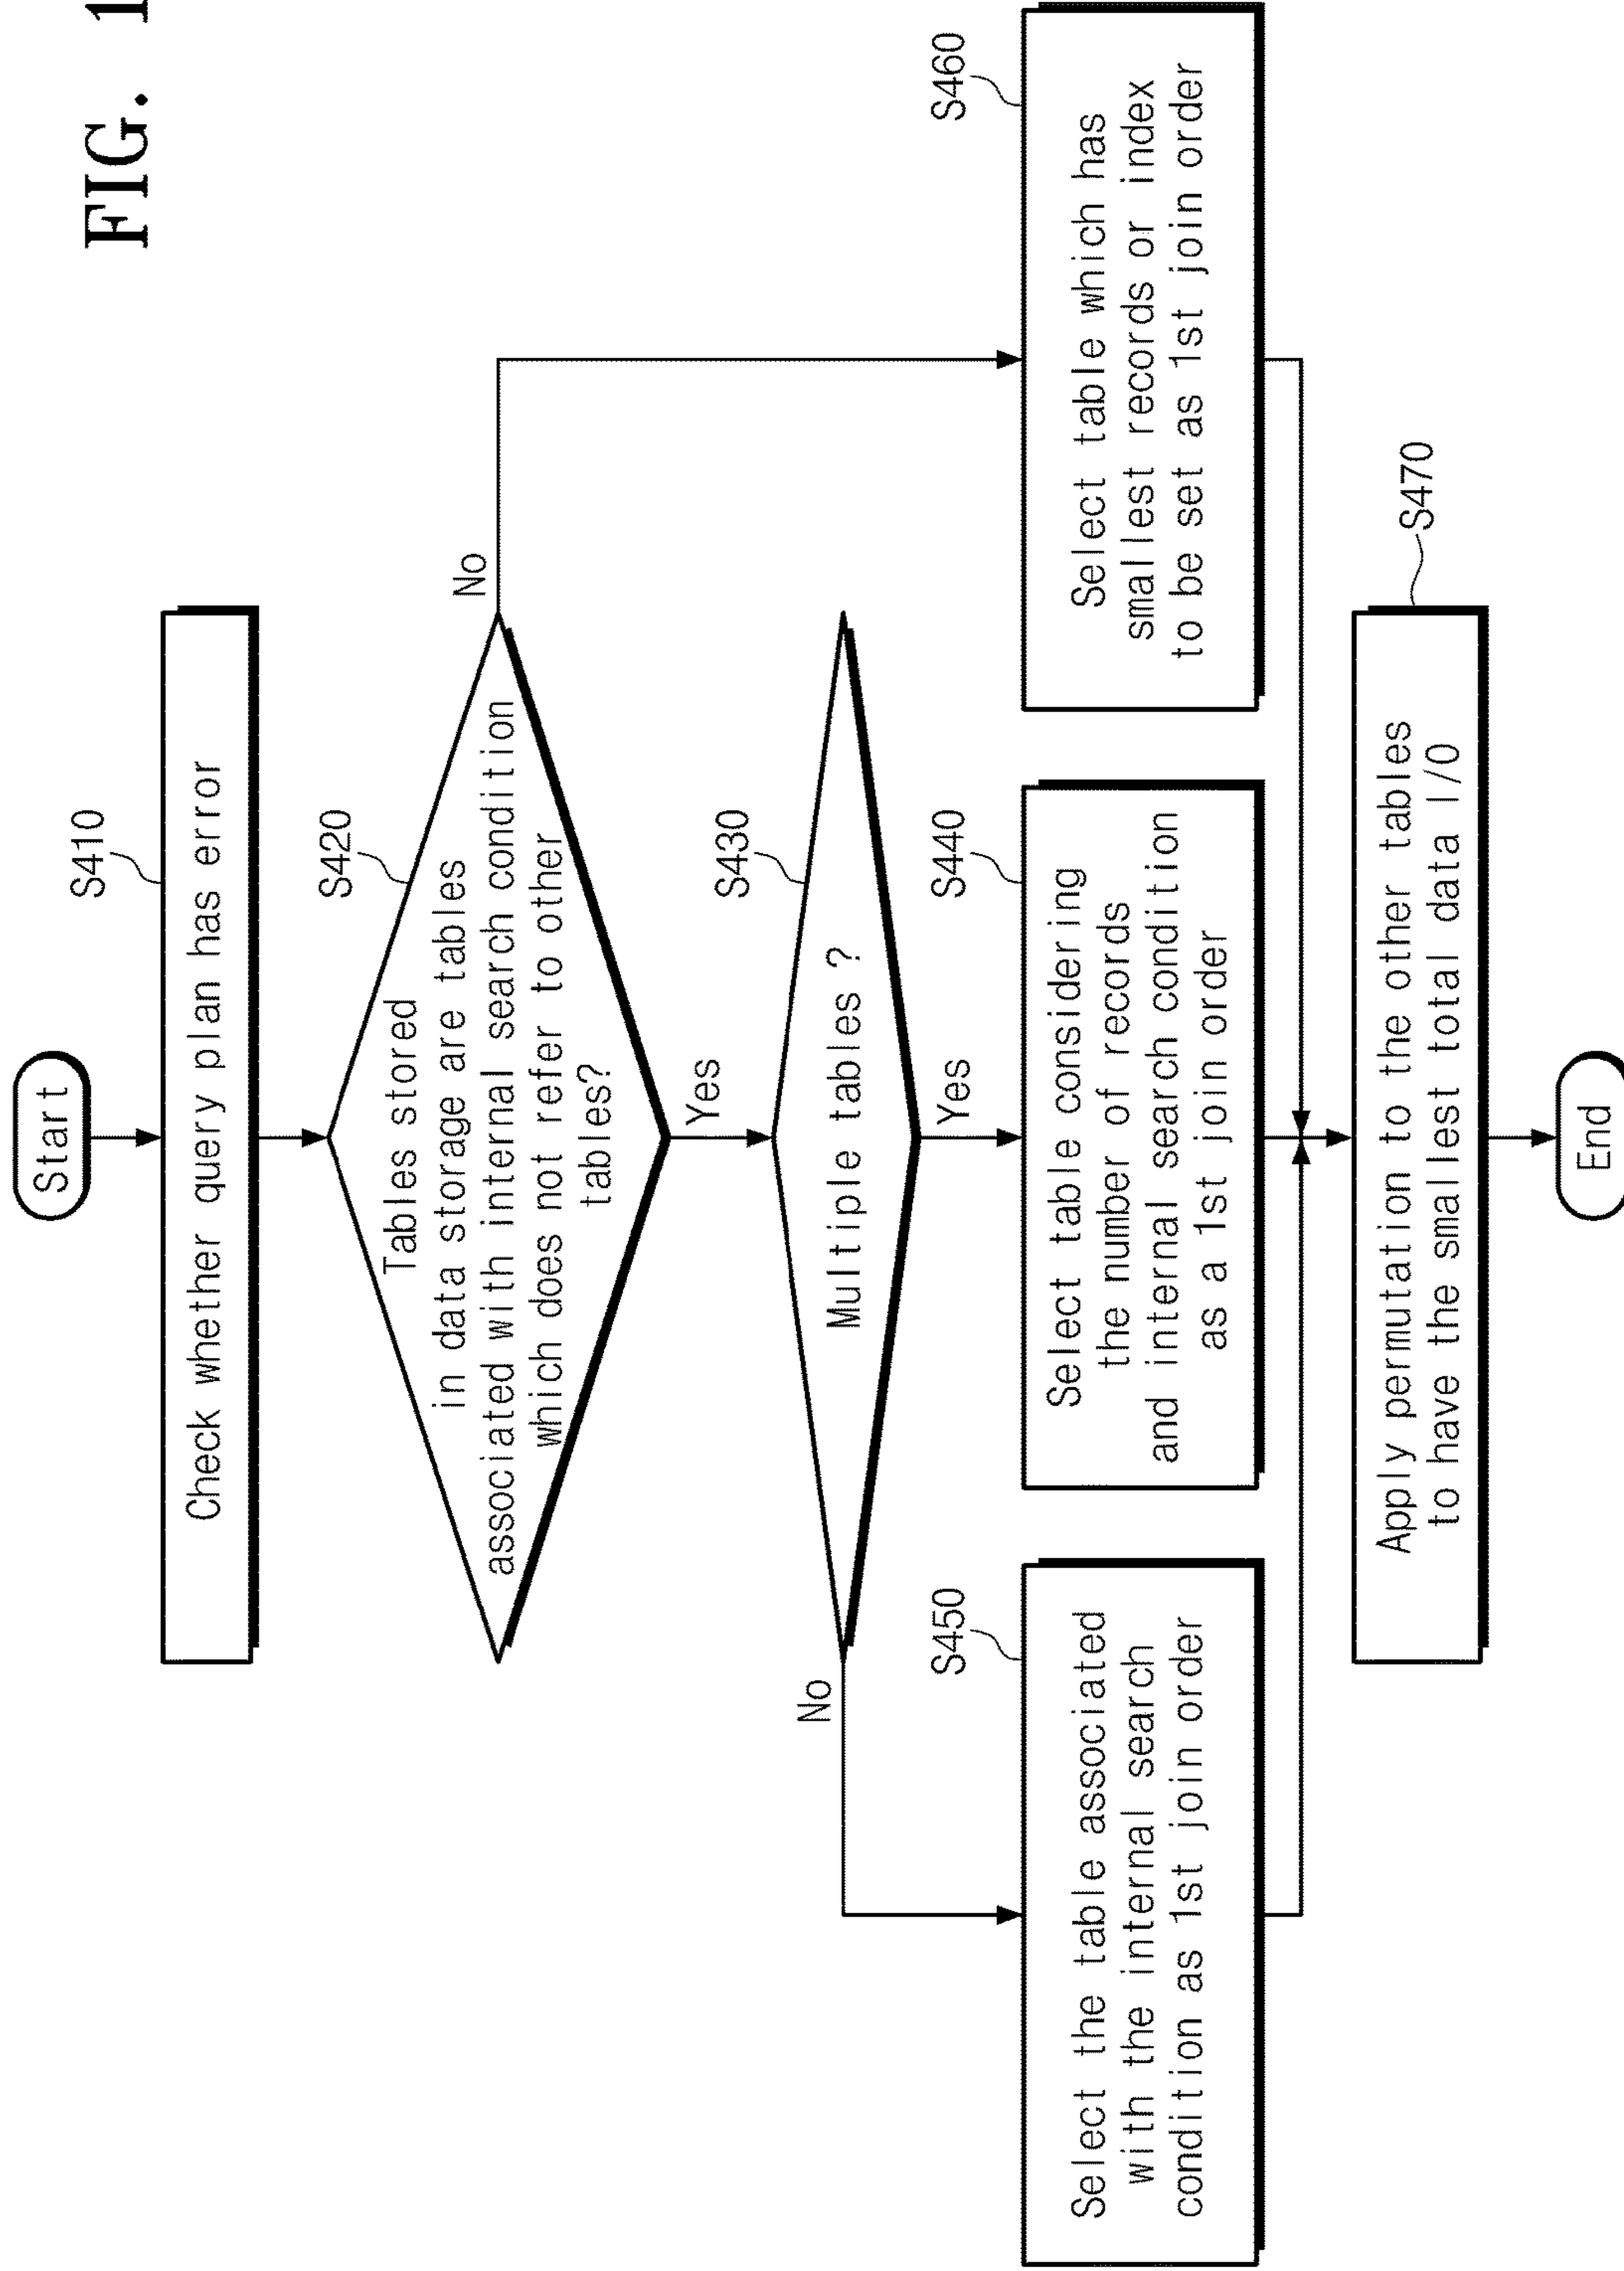 FIG. 1
Start
S410
Check whether query plan has error
S420
Tables stored
in data storage are tables
associated with internal search condition
which does not refer to other
tables?
No
Yes
S430
Multiple tables ?
No
Yes
S450
Select the table associated
with the internal search
condition as 1st join order
S440
Select table considering
the number of records
and internal search condition
as a 1st join order
S460
Select table which has
smallest records or index
to be set as 1st join order
S470
Apply permutation to the other tables
to have the smallest total data I/O
End